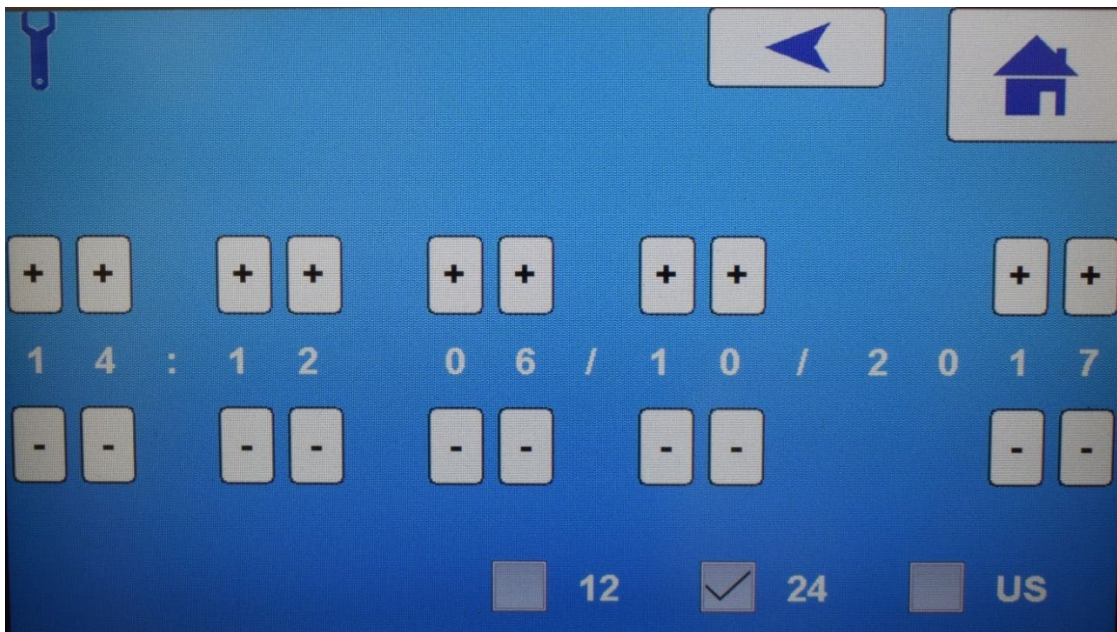 + + + + + + + + + +
1 4 : 1 2 0 6 / 1 0 / 2 0 1 7
- - - - - - - - - -
12 24 US